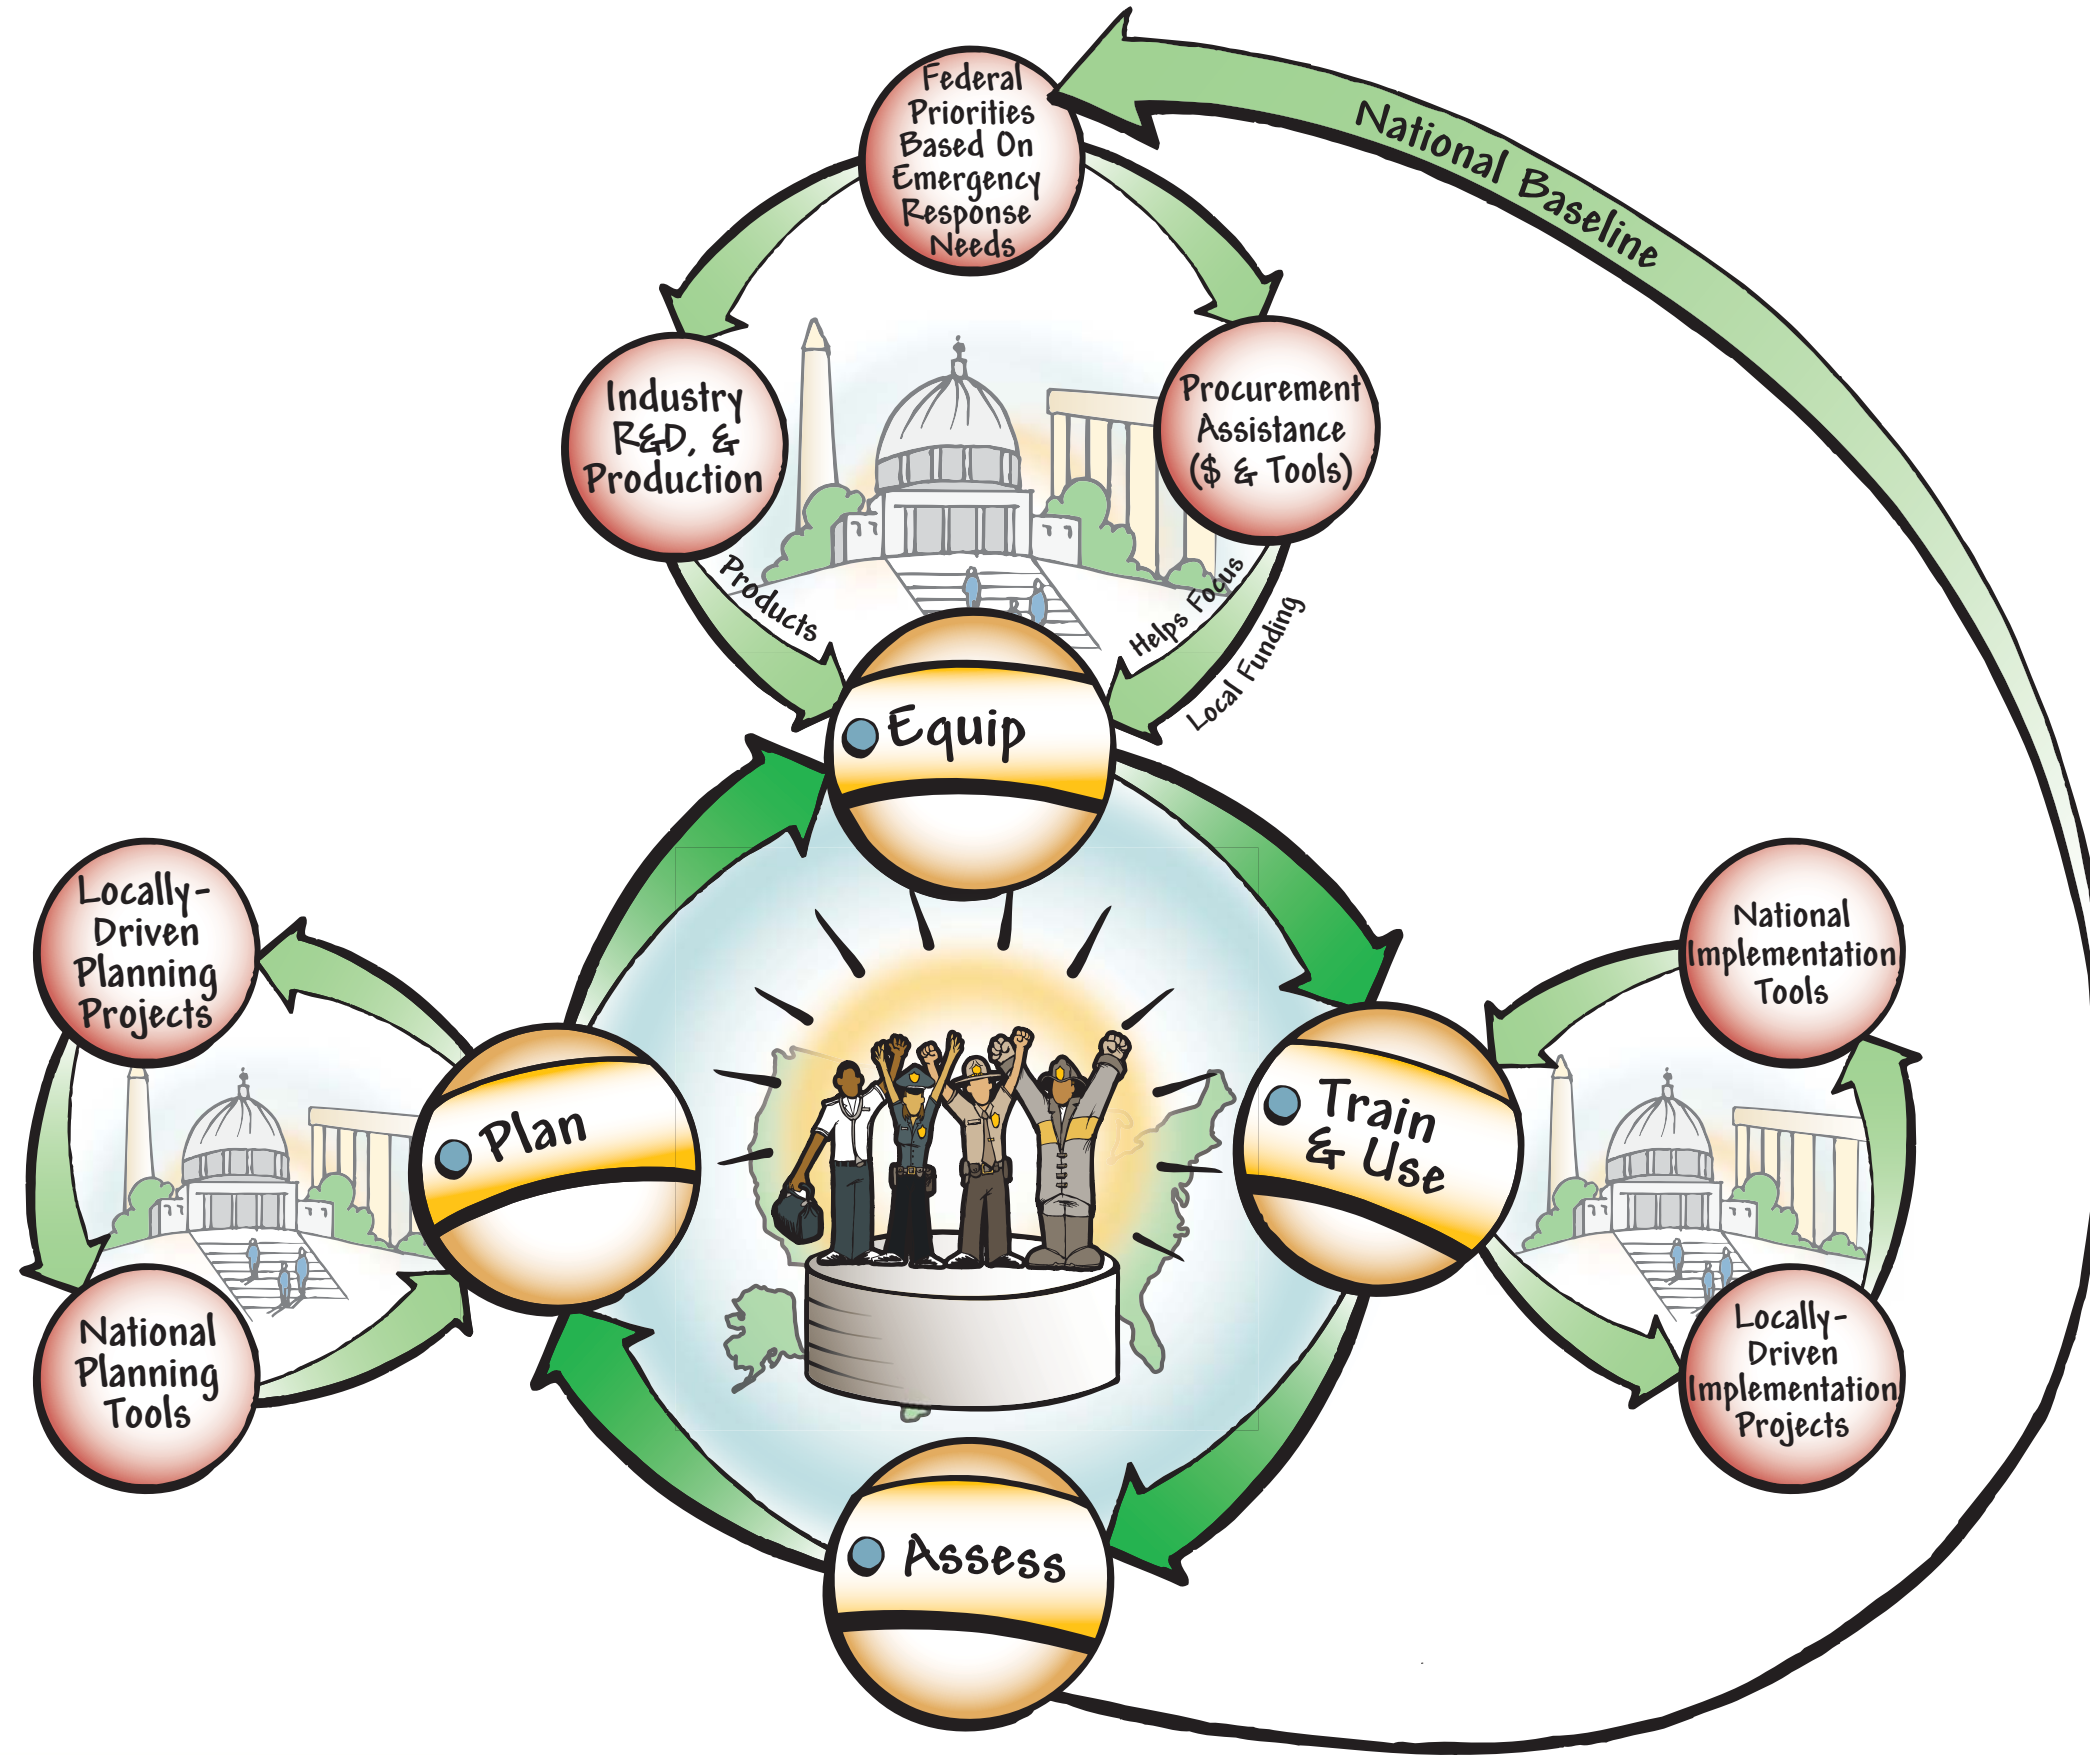 Federal
Priorities
Based On
Emergency
Response
Needs
National Baseline
Industry
R&D, &
Production
Procurement
Assistance
($ & Tools)
Products
Helps Focus
Local Funding
Equip
Locally-
Driven
Planning
Projects
National
Implementation
Tools
Plan
Train
& Use
National
Planning
Tools
Locally-
Driven
Implementation
Projects
Assess